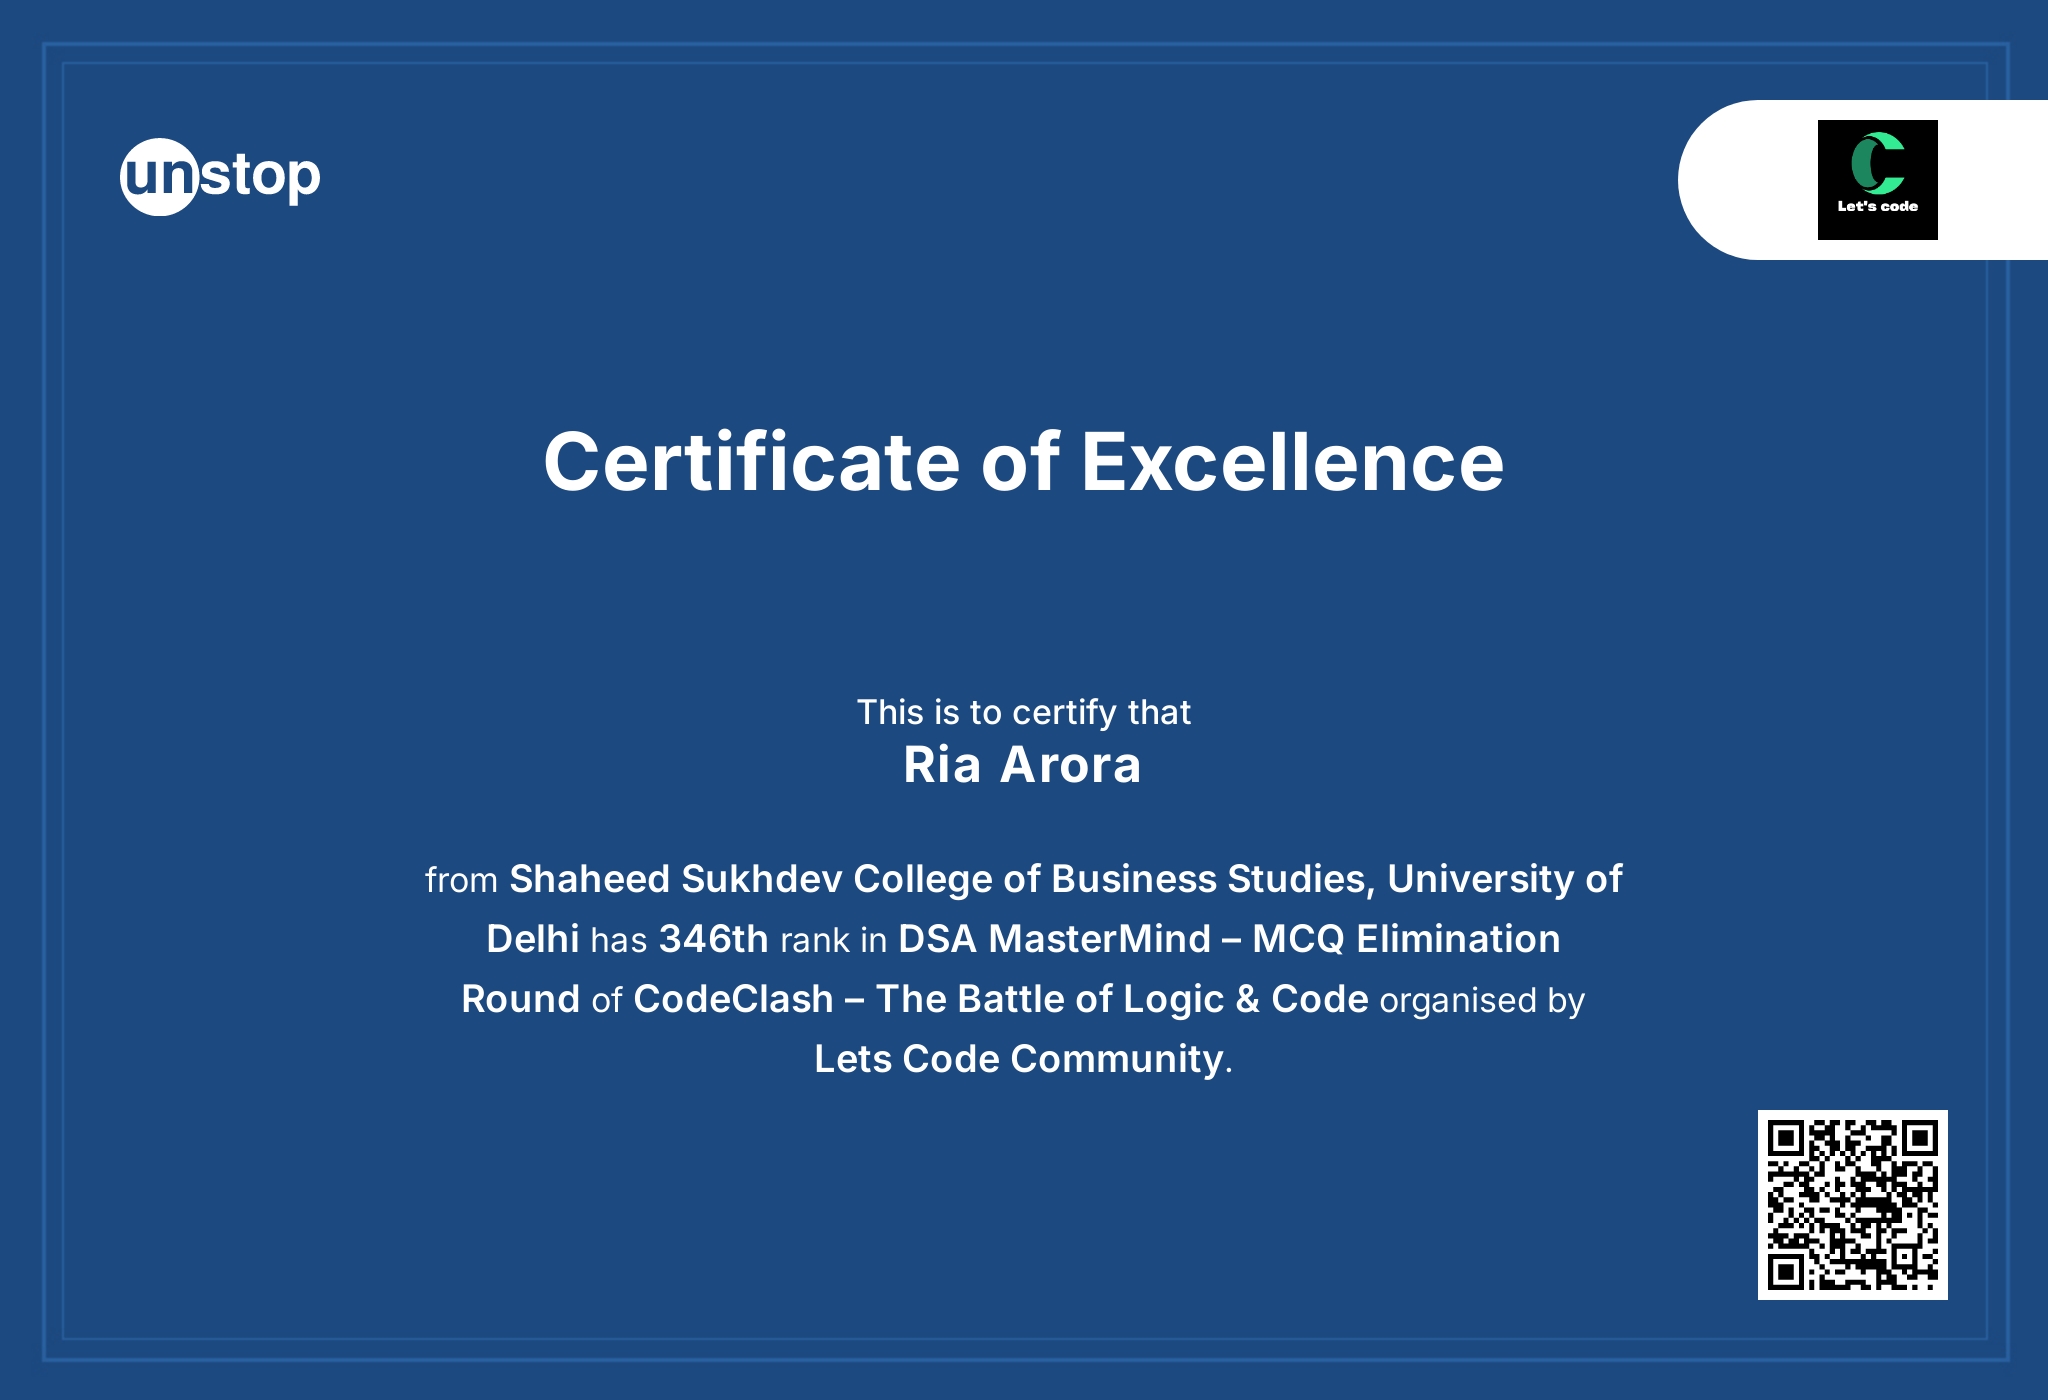 unstop
Let's code
Certificate of Excellence
This is to certify that
Ria Arora
from Shaheed Sukhdev College of Business Studies, University of
Delhi has 346th rank in DSA MasterMind – MCQ Elimination
Round of CodeClash – The Battle of Logic & Code organised by
Lets Code Community.